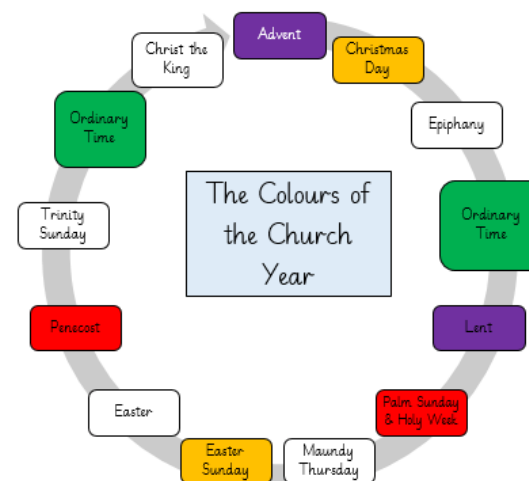 Advent
Christmas
Day
Epiphany
Ordinary
Time
Lent
Palm Sunday
& Holy Week
Maundy
Thursday
Easter
Sunday
Easter
Penecost
Trinity
Sunday
Ordinary
Time
Christ the
King
The Colours of
the Church
Year